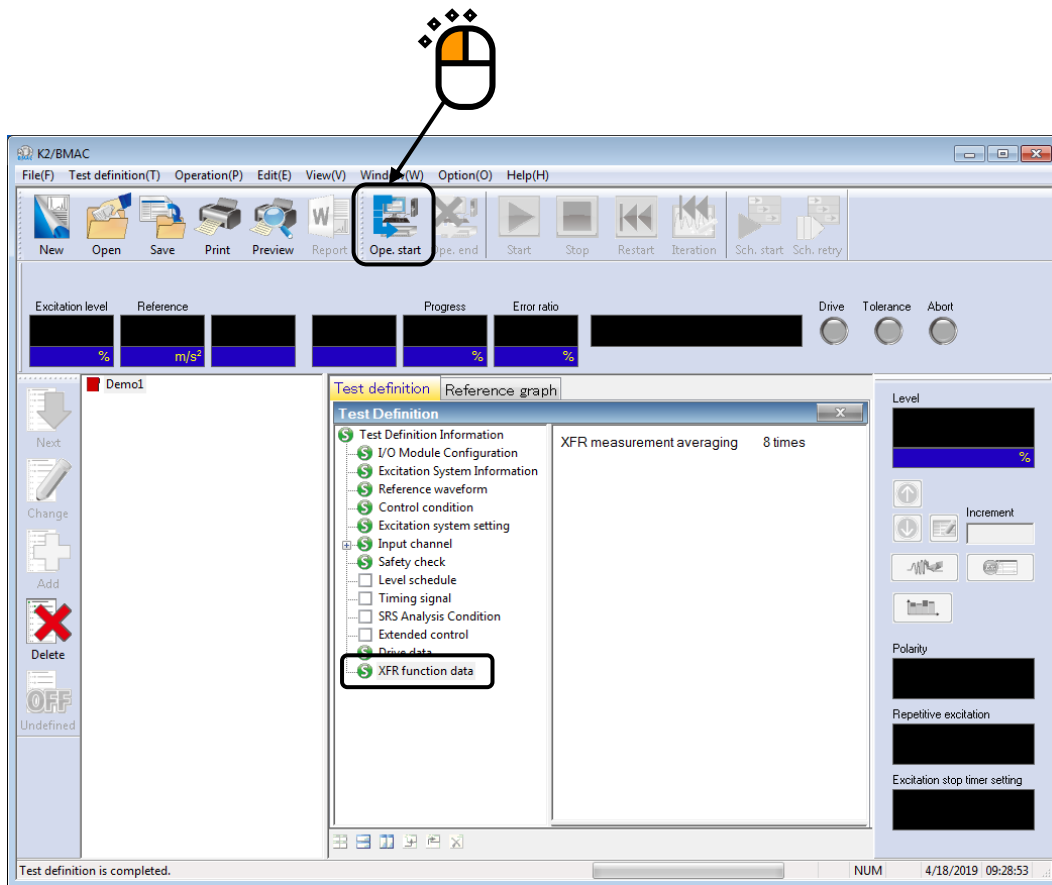 K2/BMAC
File(F) Test definition(T) Operation(P) Edit(E) View(V) Window(W) Option(O) Help(H)
New Open Save Print Preview Report Ope. start Ope. end Start Stop Restart Iteration Sch. start Sch. retry
Excitation level Reference Progress Error ratio Drive Tolerance Abort
% m/s² % %
Demo1
Next
Change
Add
Delete
OFF
Undefined
Test definition Reference graph
Test Definition
Test Definition Information
I/O Module Configuration
Excitation System Information
Reference waveform
Control condition
Excitation system setting
Input channel
Safety check
Level schedule
Timing signal
SRS Analysis Condition
Extended control
Drive data
XFR function data
XFR measurement averaging 8 times
Level
%
Increment
Polarity
Repetitive excitation
Excitation stop timer setting
Test definition is completed. NUM 4/18/2019 09:28:53